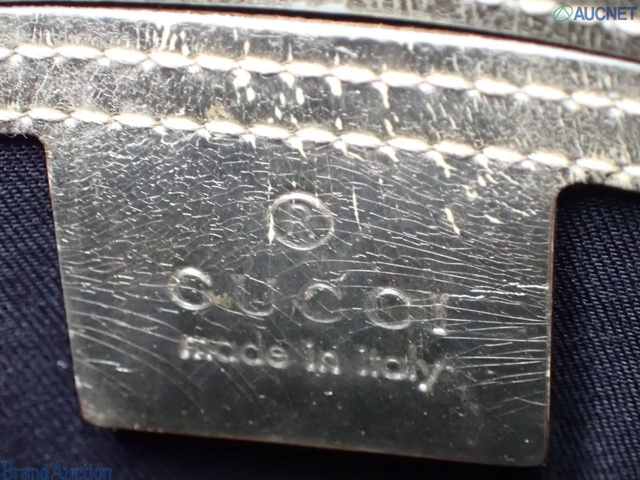 AUCNET
®
GUCCI
made in italy
Brand Auction